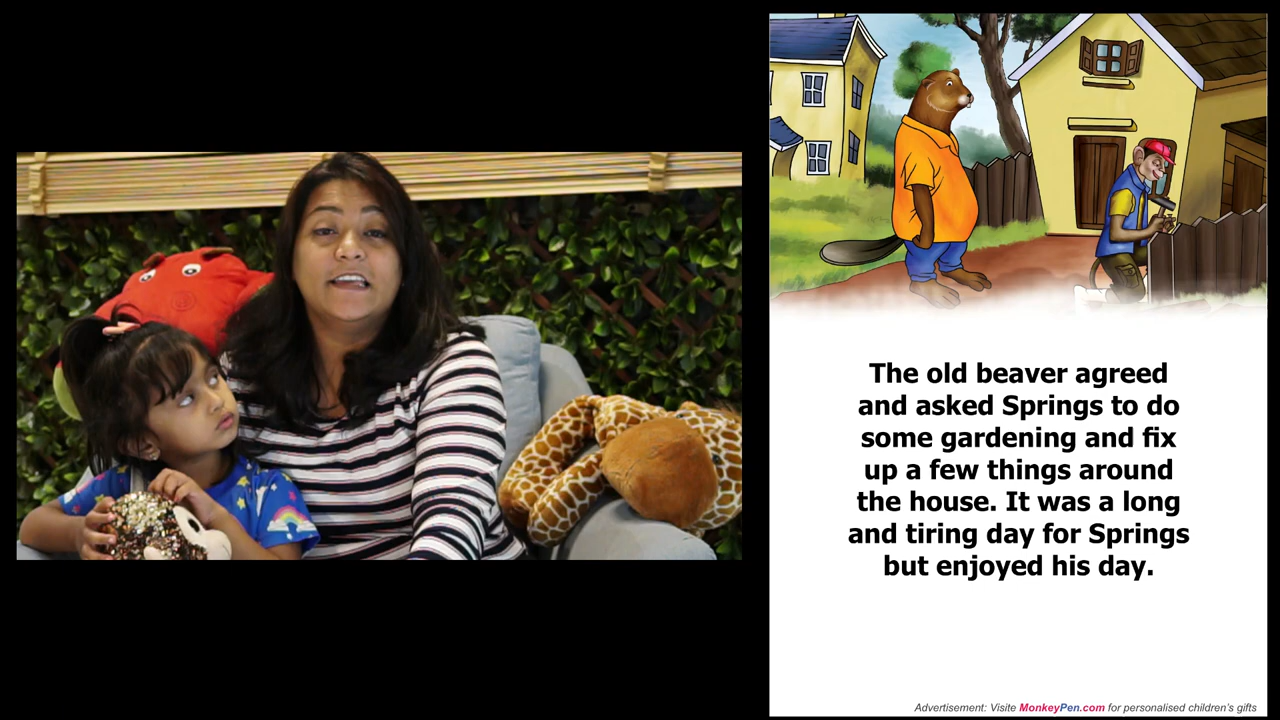 The old beaver agreed
and asked Springs to do
some gardening and fix
up a few things around
the house. It was a long
and tiring day for Springs
but enjoyed his day.
Advertisement: Visite MonkeyPen.com for personalised children's gifts